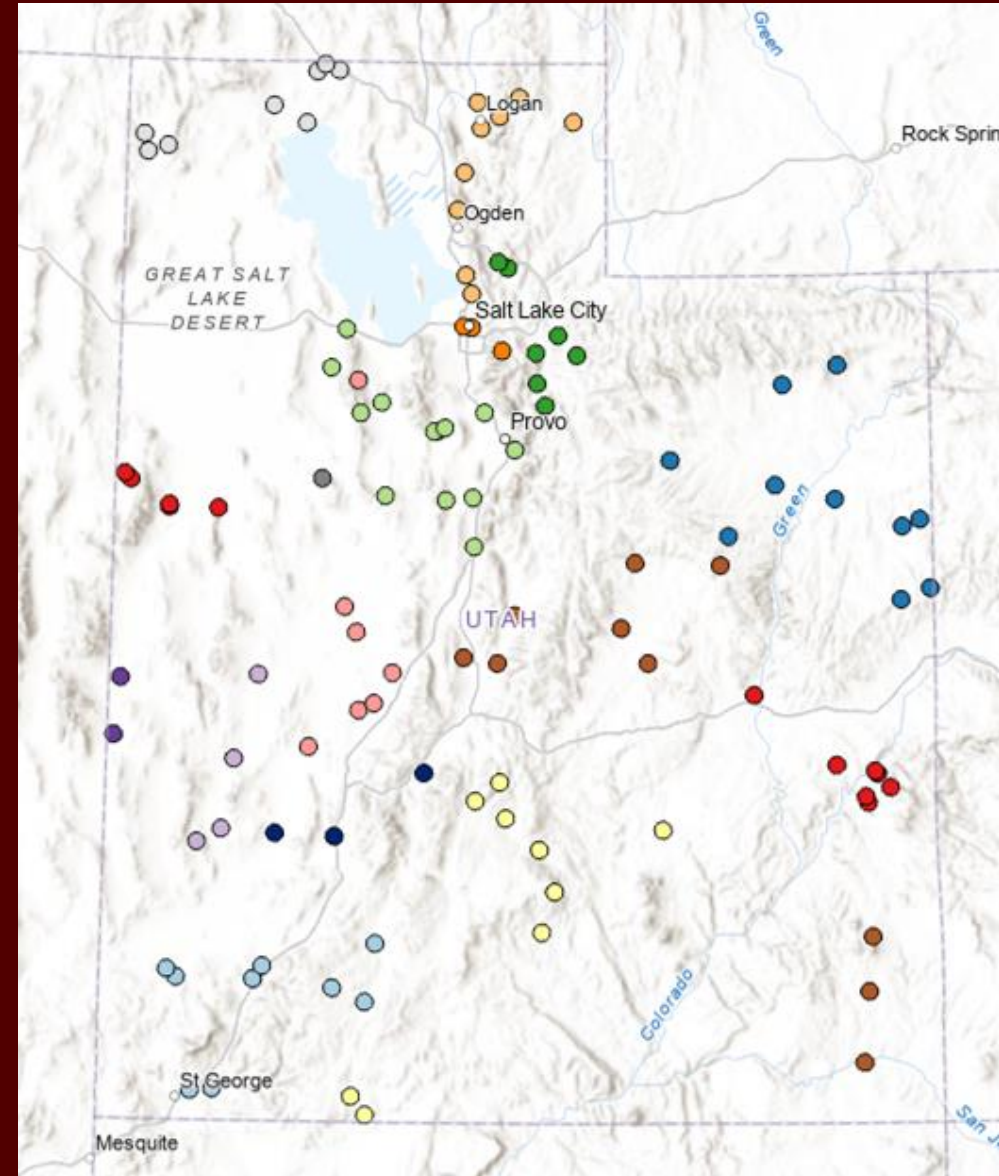 Green
Logan
Rock Sprin
Ogden
GREAT SALT
LAKE
DESERT
Salt Lake City
Provo
Green
UTAH
Colorado
St George
San Ju
Mesquite